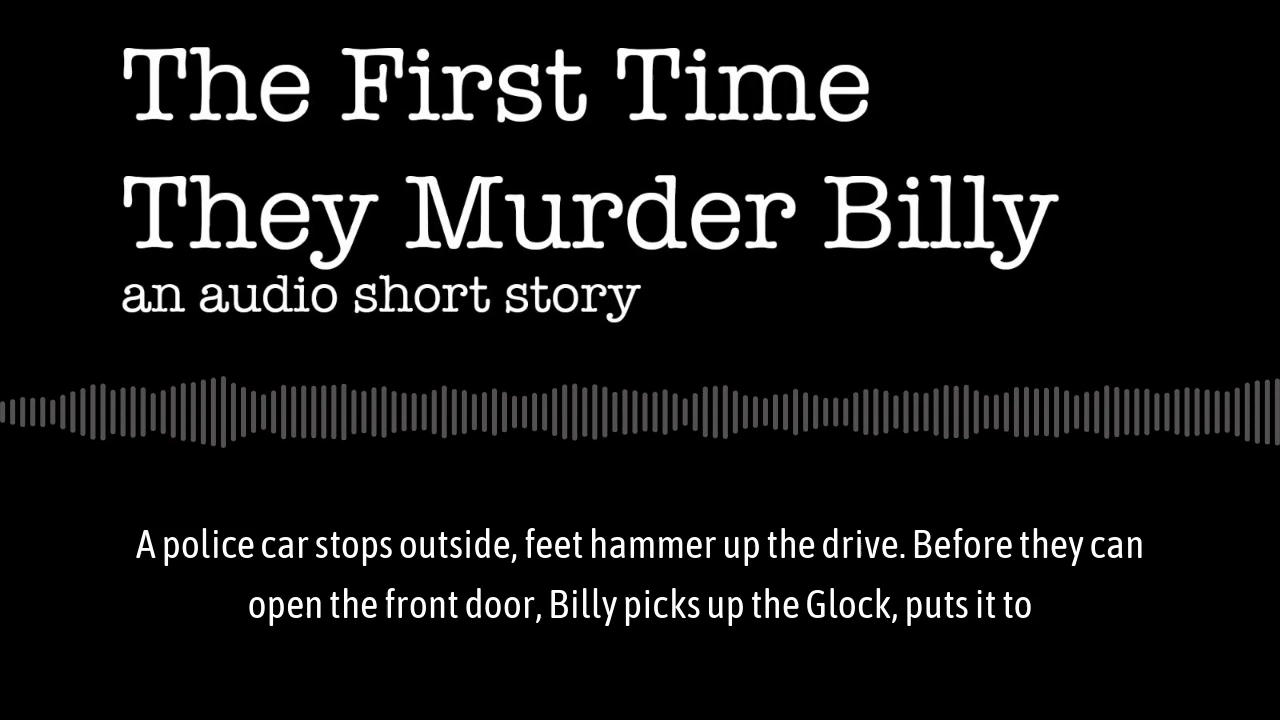 The First Time
They Murder Billy
an audio short story
A police car stops outside, feet hammer up the drive. Before they can
open the front door, Billy picks up the Glock, puts it to